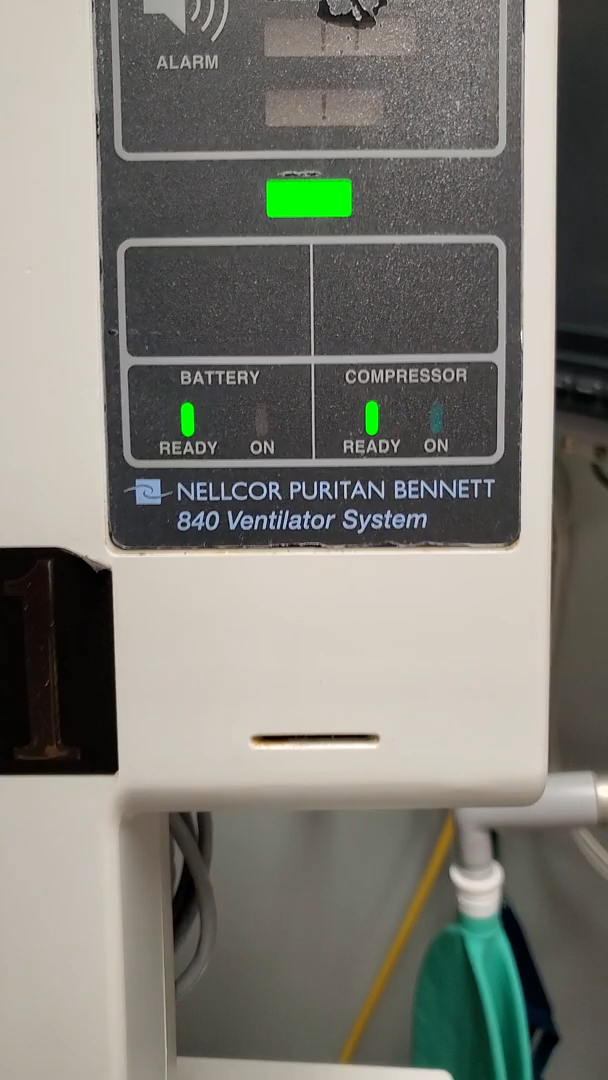 ALARM
! !
!
BATTERY
COMPRESSOR
READY
ON
READY
ON
NELLCOR PURITAN BENNETT
840 Ventilator System
1